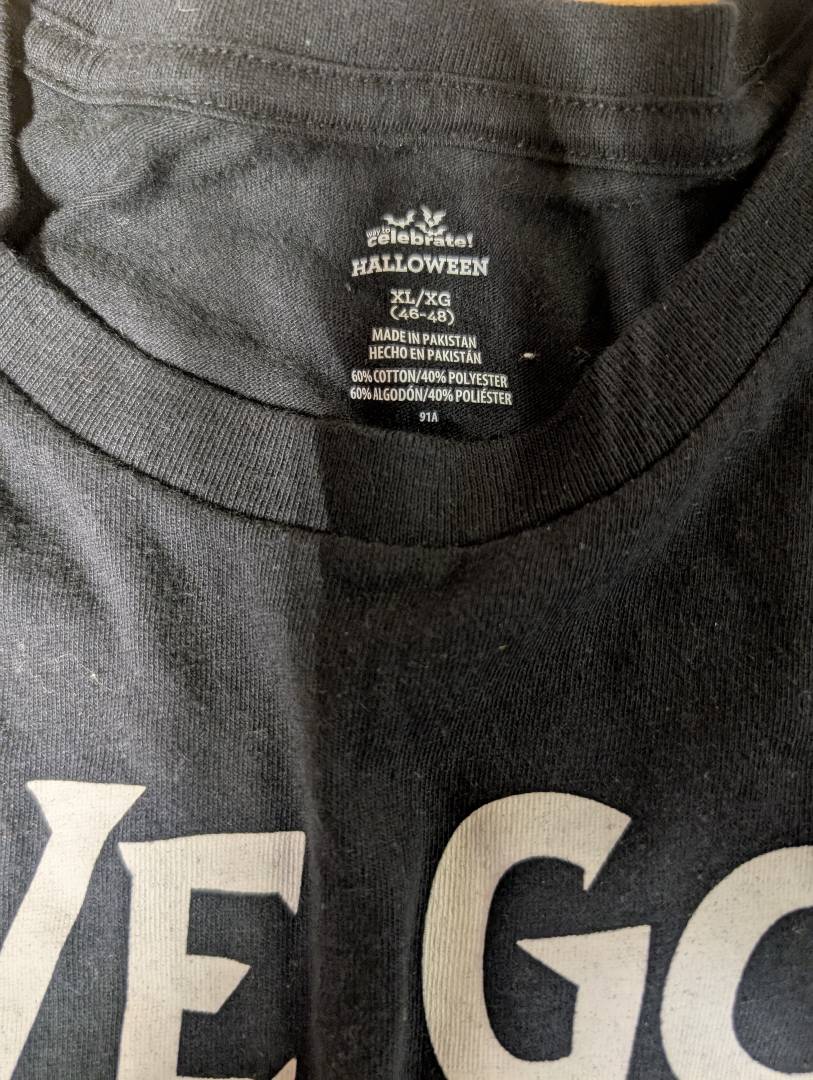 way to
celebrate!
HALLOWEEN
XL/XG
(46-48)
MADE IN PAKISTAN
HECHO EN PAKISTÁN
60% COTTON/40% POLYESTER
60% ALGODÓN/40% POLIÉSTER
91A
VE GO